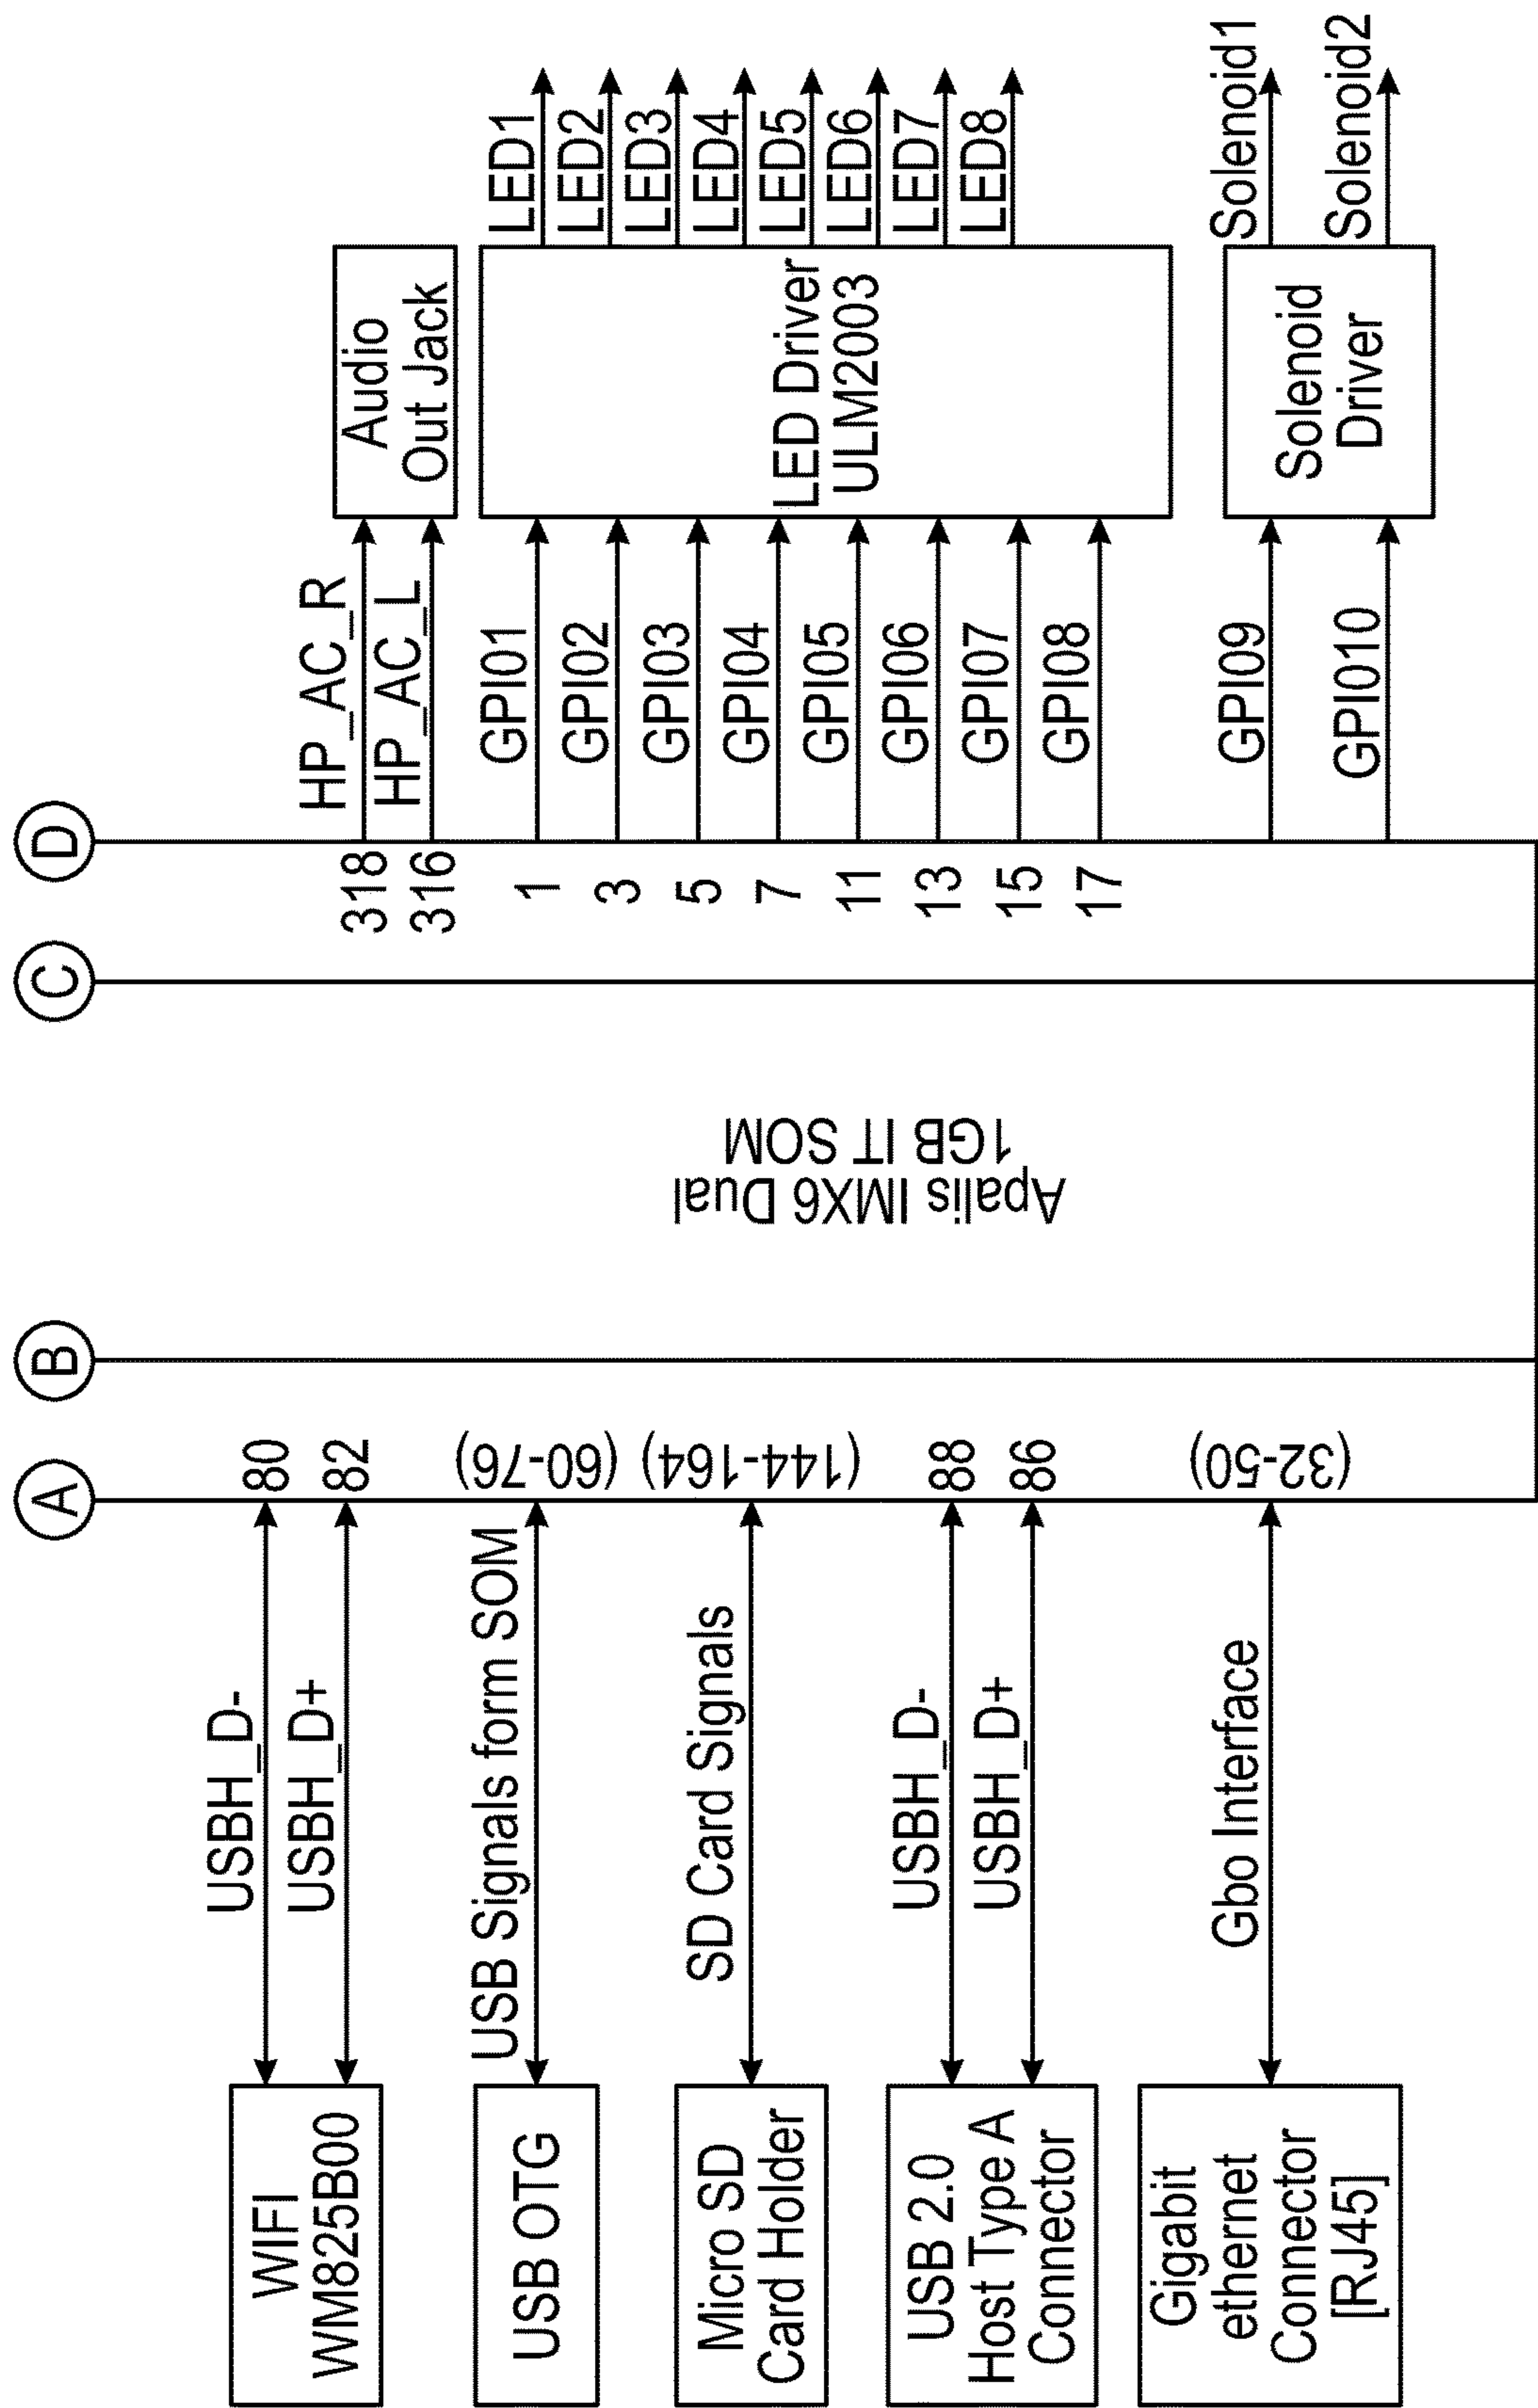 A
B
C
D
WIFI
WM825B00
USBH_D-
USBH_D+
80
82
USB OTG
USB Signals form SOM
(60-76)
Micro SD
Card Holder
SD Card Signals
(144-164)
USB 2.0
Host Type A
Connector
USBH_D-
USBH_D+
88
86
Gigabit
ethernet
Connector
[RJ45]
Gbo Interface
(32-50)
Apalis IMX6 Dual
1GB IT SOM
318
316
HP_AC_R
HP_AC_L
Audio
Out Jack
1
3
5
7
11
13
15
17
GPI01
GPI02
GPI03
GPI04
GPI05
GPI06
GPI07
GPI08
LED Driver
ULM2003
LED1
LED2
LED3
LED4
LED5
LED6
LED7
LED8
GPI09
GPI010
Solenoid
Driver
Solenoid1
Solenoid2